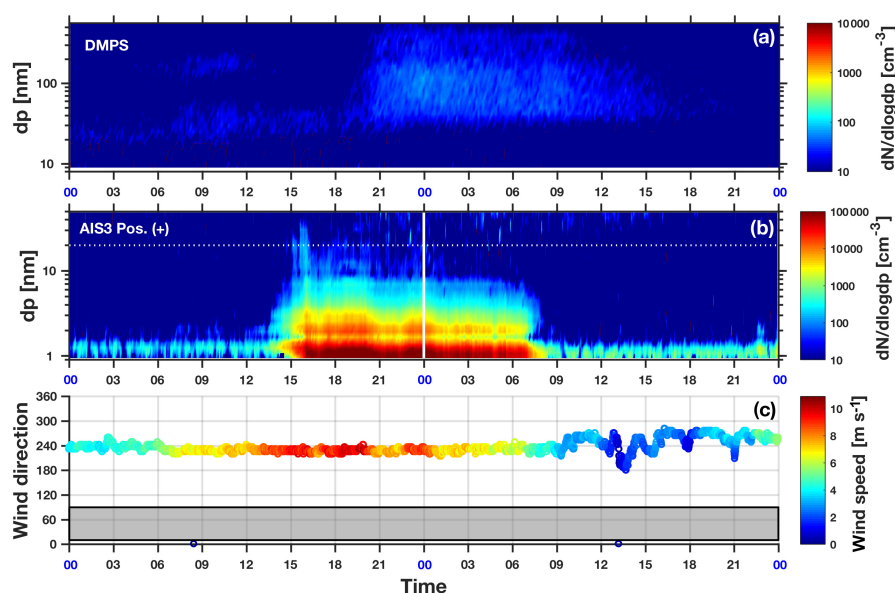 DMPS
(a)
dp [nm]
100
10
00 03 06 09 12 15 18 21 00 03 06 09 12 15 18 21 00
10 000
1000
100
10
dN/dlogdp [cm-3]
AIS3 Pos. (+)
(b)
dp [nm]
10
1
00 03 06 09 12 15 18 21 00 03 06 09 12 15 18 21 00
100000
10000
1000
100
10
dN/dlogdp [cm-3]
(c)
Wind direction
360
300
240
180
120
60
0
00 03 06 09 12 15 18 21 00 03 06 09 12 15 18 21 00
Time
10
8
6
4
2
0
Wind speed [m s-1]